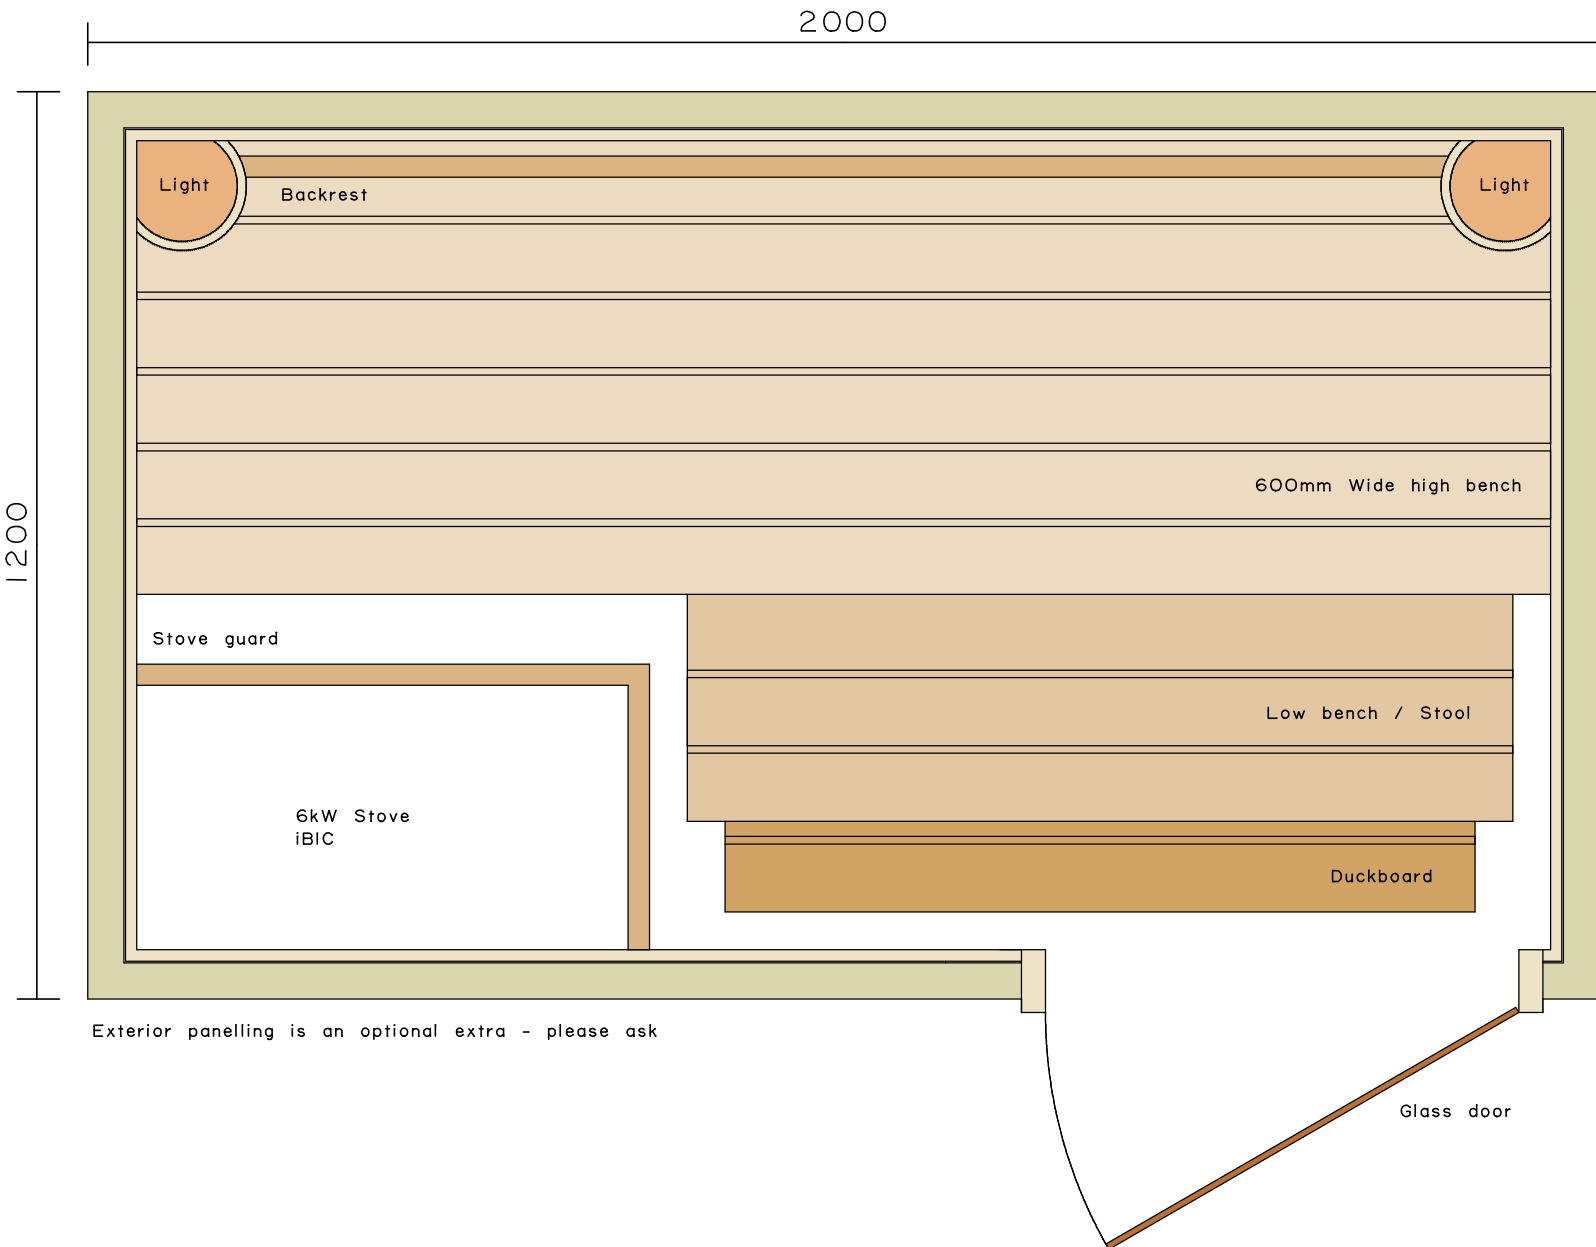 2000
Light
Light
Backrest
600mm Wide high bench
1200
Stove guard
Low bench / Stool
6kW Stove
iBIC
Duckboard
Exterior panelling is an optional extra - please ask
Glass door